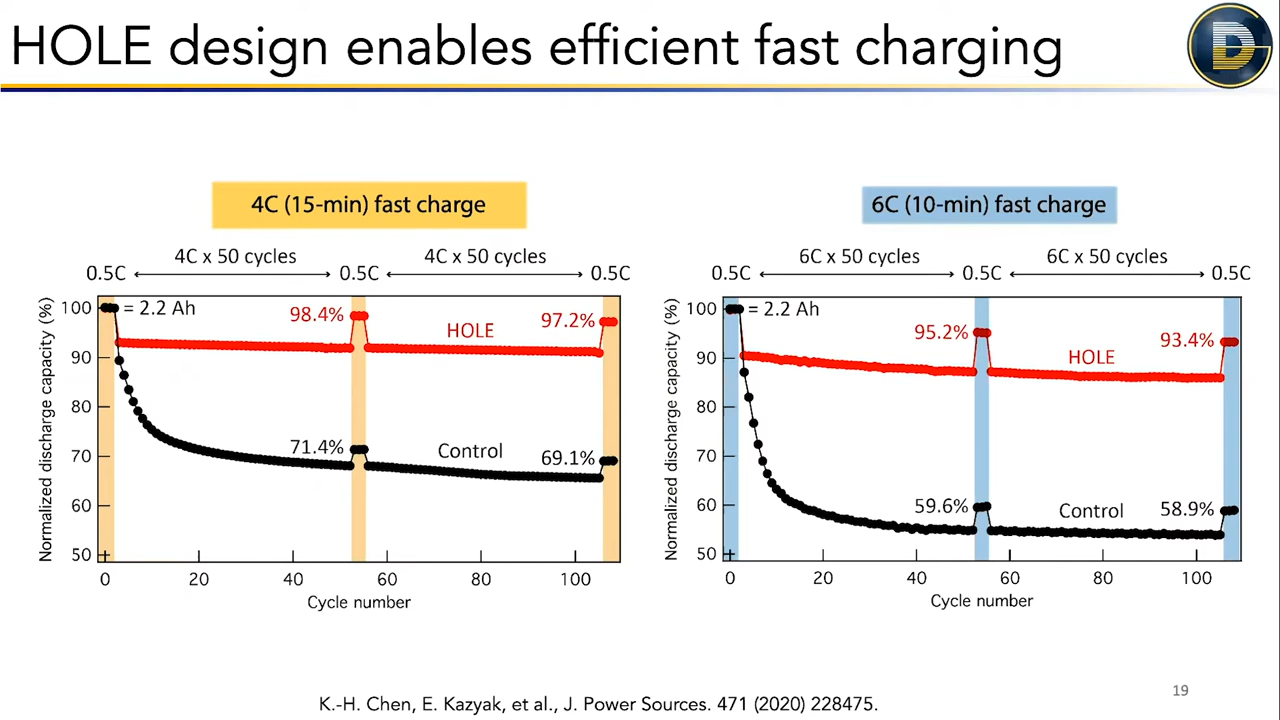 HOLE design enables efficient fast charging
4C (15-min) fast charge
4C x 50 cycles
4C x 50 cycles
0.5C
0.5C
0.5C
Normalized discharge capacity (%)
100
90
80
70
60
50
= 2.2 Ah
98.4%
HOLE
97.2%
71.4%
Control
69.1%
0
20
40
60
80
100
Cycle number
6C (10-min) fast charge
6C x 50 cycles
6C x 50 cycles
0.5C
0.5C
0.5C
Normalized discharge capacity (%)
100
90
80
70
60
50
= 2.2 Ah
95.2%
HOLE
93.4%
59.6%
Control
58.9%
0
20
40
60
80
100
Cycle number
K.-H. Chen, E. Kazyak, et al., J. Power Sources. 471 (2020) 228475.
19